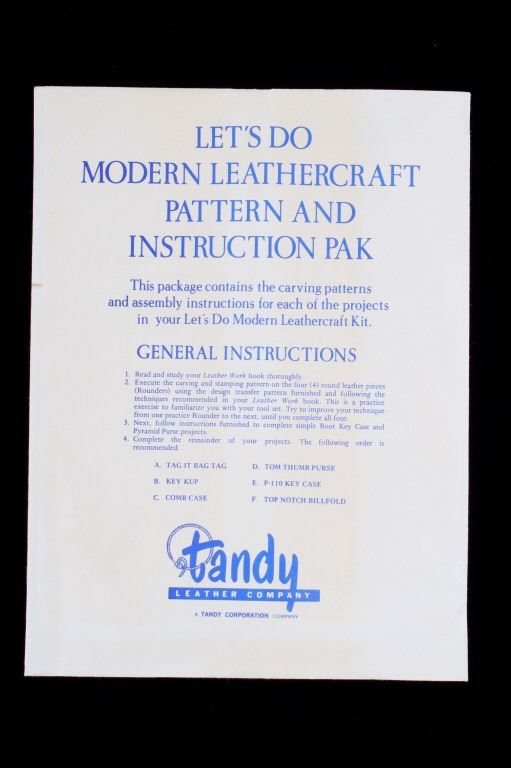 LET'S DO
MODERN LEATHERCRAFT
PATTERN AND
INSTRUCTION PAK
This package contains the carving patterns
and assembly instructions for each of the projects
in your Let's Do Modern Leathercraft Kit.
GENERAL INSTRUCTIONS
1. Read and study your Leather Work book thoroughly
2. Execute the carving and stamping pattern on the four (4) round leather pieces
(Rounders) using the design transfer pattern furnished and following the
techniques recommended in your Leather Work book. This is a practice
exercise to familiarize you with your tool set. Try to improve your technique
from one practice Rounder to the next, until you complete all four.
3. Next, follow instructions furnished to complete simple Boot Key Case and
Pyramid Purse projects.
4. Complete the remainder of your projects. The following order is
recommended.
A. TAG IT BAG TAG D. TOM THUMB PURSE
B. KEY KUP E. P-110 KEY CASE
C. COMB CASE F. TOP NOTCH BILLFOLD
tandy
LEATHER COMPANY
A TANDY CORPORATION COMPANY